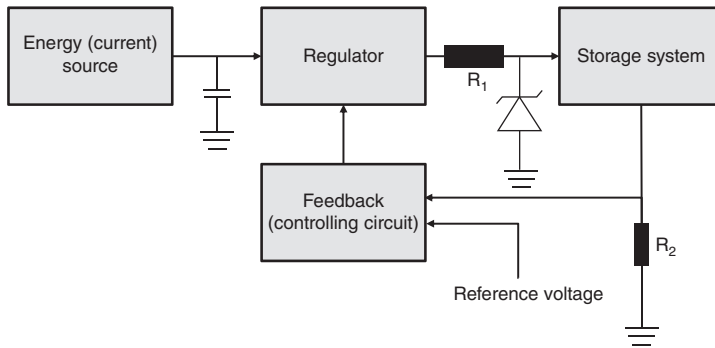 Energy (current)
source
Regulator
R₁
Storage system
Feedback
(controlling circuit)
R₂
Reference voltage